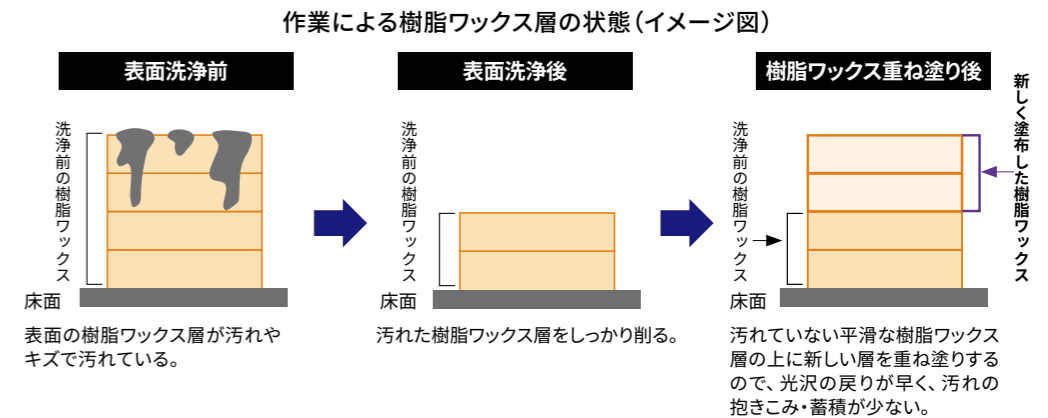 作業による樹脂ワックス層の状態（イメージ図）
表面洗浄前
洗浄前の樹脂ワックス
床面
表面の樹脂ワックス層が汚れや
キズで汚れている。
表面洗浄後
洗浄前の樹脂ワックス
床面
汚れた樹脂ワックス層をしっかり削る。
樹脂ワックス重ね塗り後
洗浄前の樹脂ワックス
新しく塗布した樹脂ワックス
床面
汚れていない平滑な樹脂ワックス
層の上に新しい層を重ね塗りする
ので、光沢の戻りが早く、汚れの
抱きこみ・蓄積が少ない。